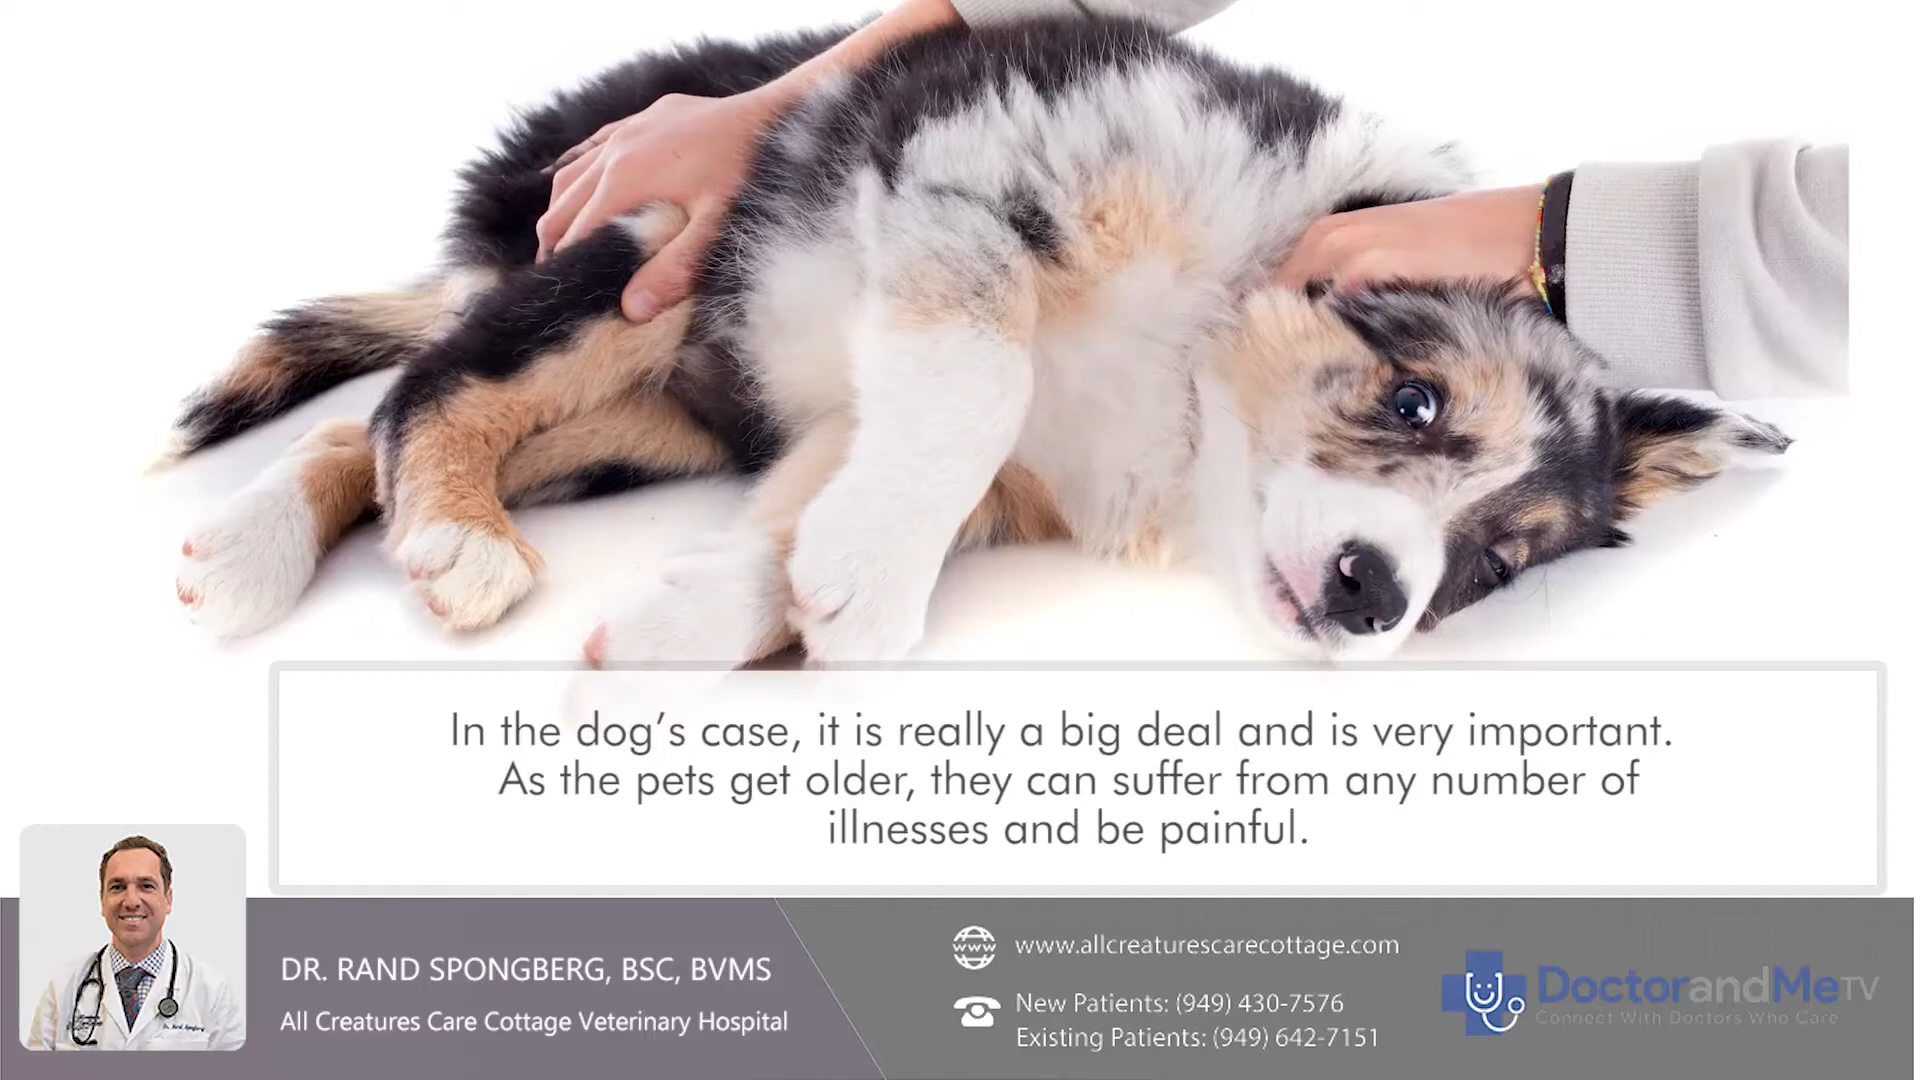 In the dog’s case, it is really a big deal and is very important.
As the pets get older, they can suffer from any number of
illnesses and be painful.
DR. RAND SPONGBERG, BSC, BVMS
All Creatures Care Cottage Veterinary Hospital
www
www.allcreaturescarecottage.com
New Patients: (949) 430-7576
Existing Patients: (949) 642-7151
DoctorandMeTV
Connect With Doctors Who Care